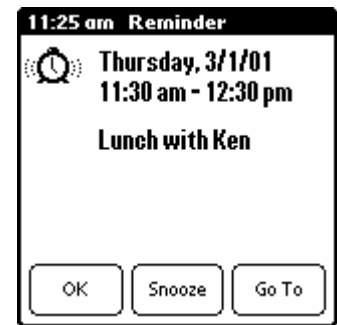 11:25 am Reminder
Thursday, 3/1/01
11:30 am - 12:30 pm
Lunch with Ken
OK Snooze Go To